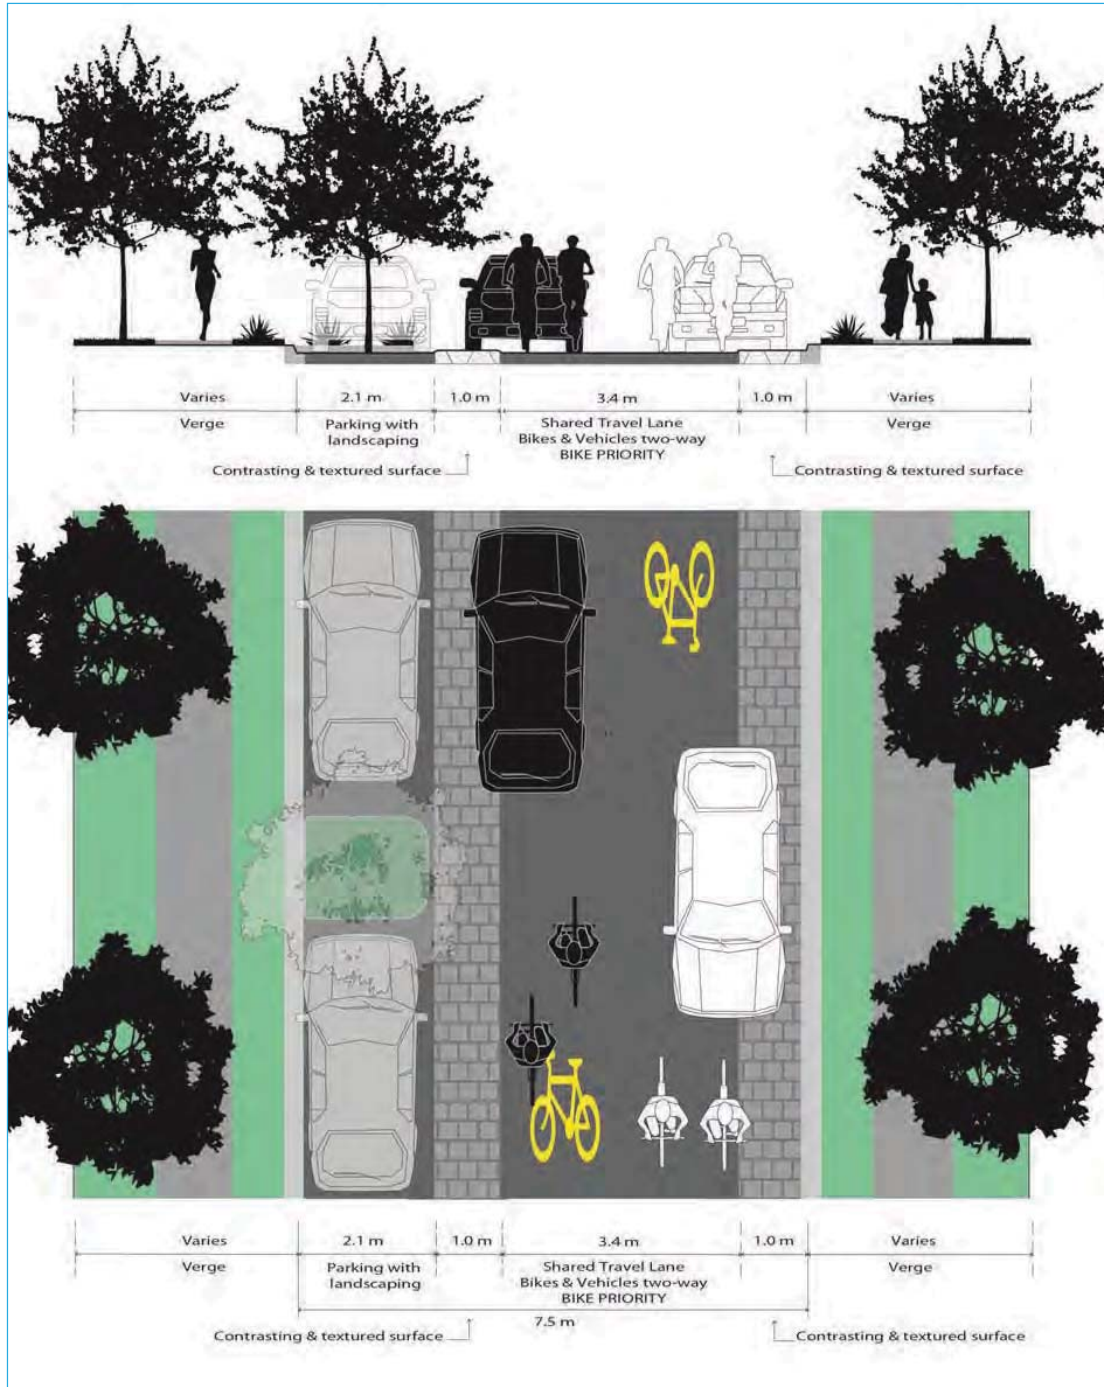 Varies 2.1 m 1.0 m 3.4 m 1.0 m Varies
Verge Parking with landscaping Shared Travel Lane Verge
Bikes & Vehicles two-way
BIKE PRIORITY
Contrasting & textured surface Contrasting & textured surface
Varies 2.1 m 1.0 m 3.4 m 1.0 m Varies
Verge Parking with landscaping Shared Travel Lane Verge
Bikes & Vehicles two-way
BIKE PRIORITY
7.5 m
Contrasting & textured surface Contrasting & textured surface